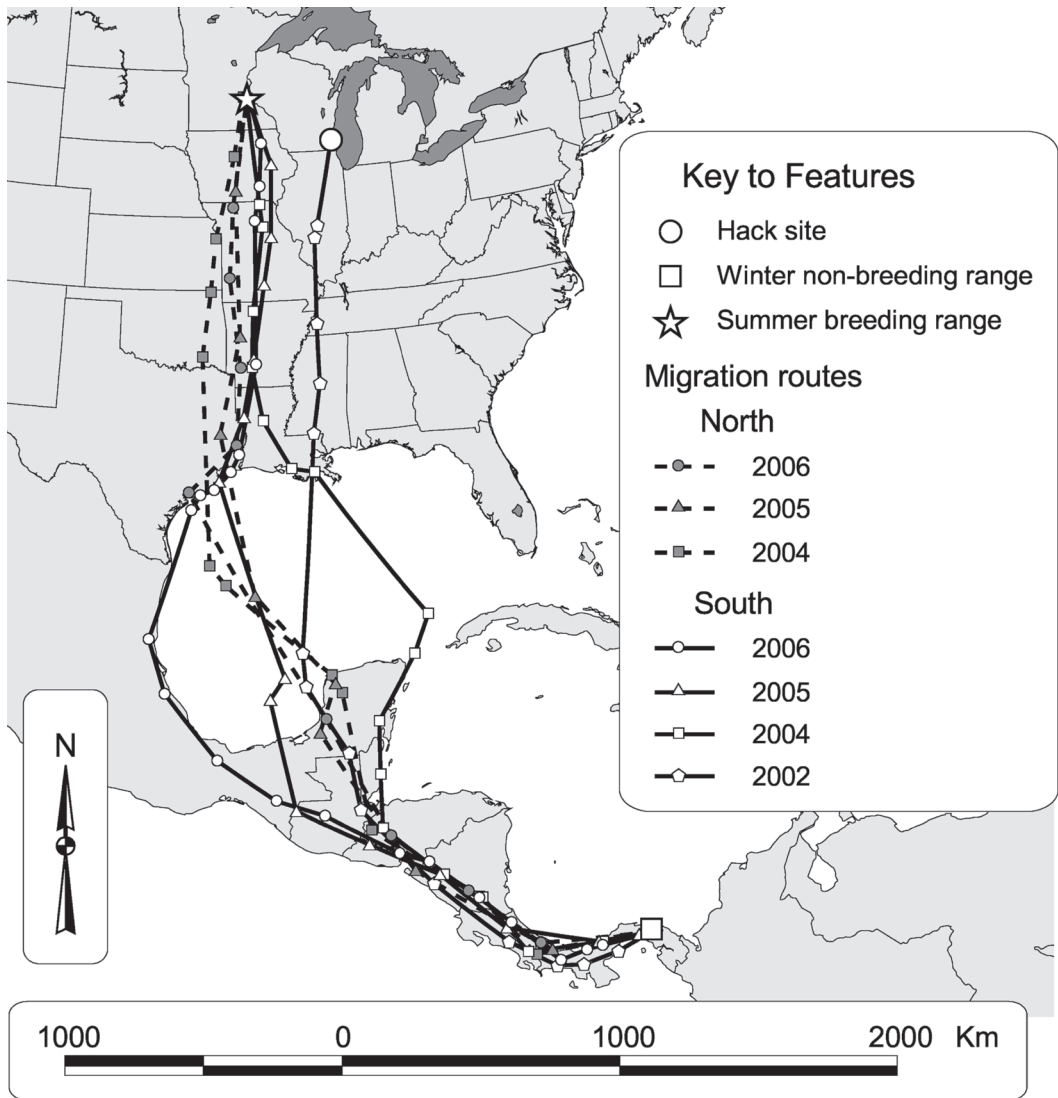 Key to Features
Hack site
Winter non-breeding range
Summer breeding range
Migration routes
North
2006
2005
2004
South
2006
2005
2004
2002
N
1000 0 1000 2000 Km